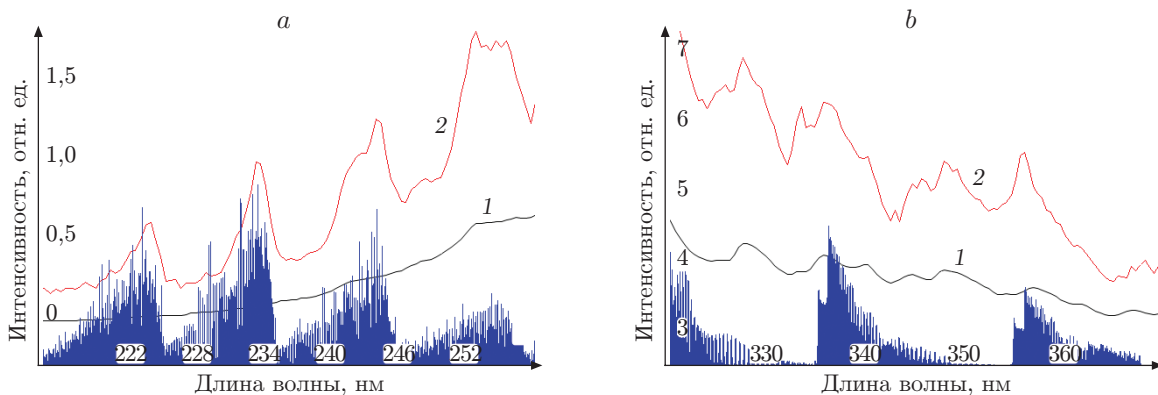 a
Интенсивность, отн. ед.
1,5
1,0
0,5
0
2
1
222 228 234 240 246 252
Длина волны, нм
b
Интенсивность, отн. ед.
7
6
5
4
3
2
1
330 340 350 360
Длина волны, нм